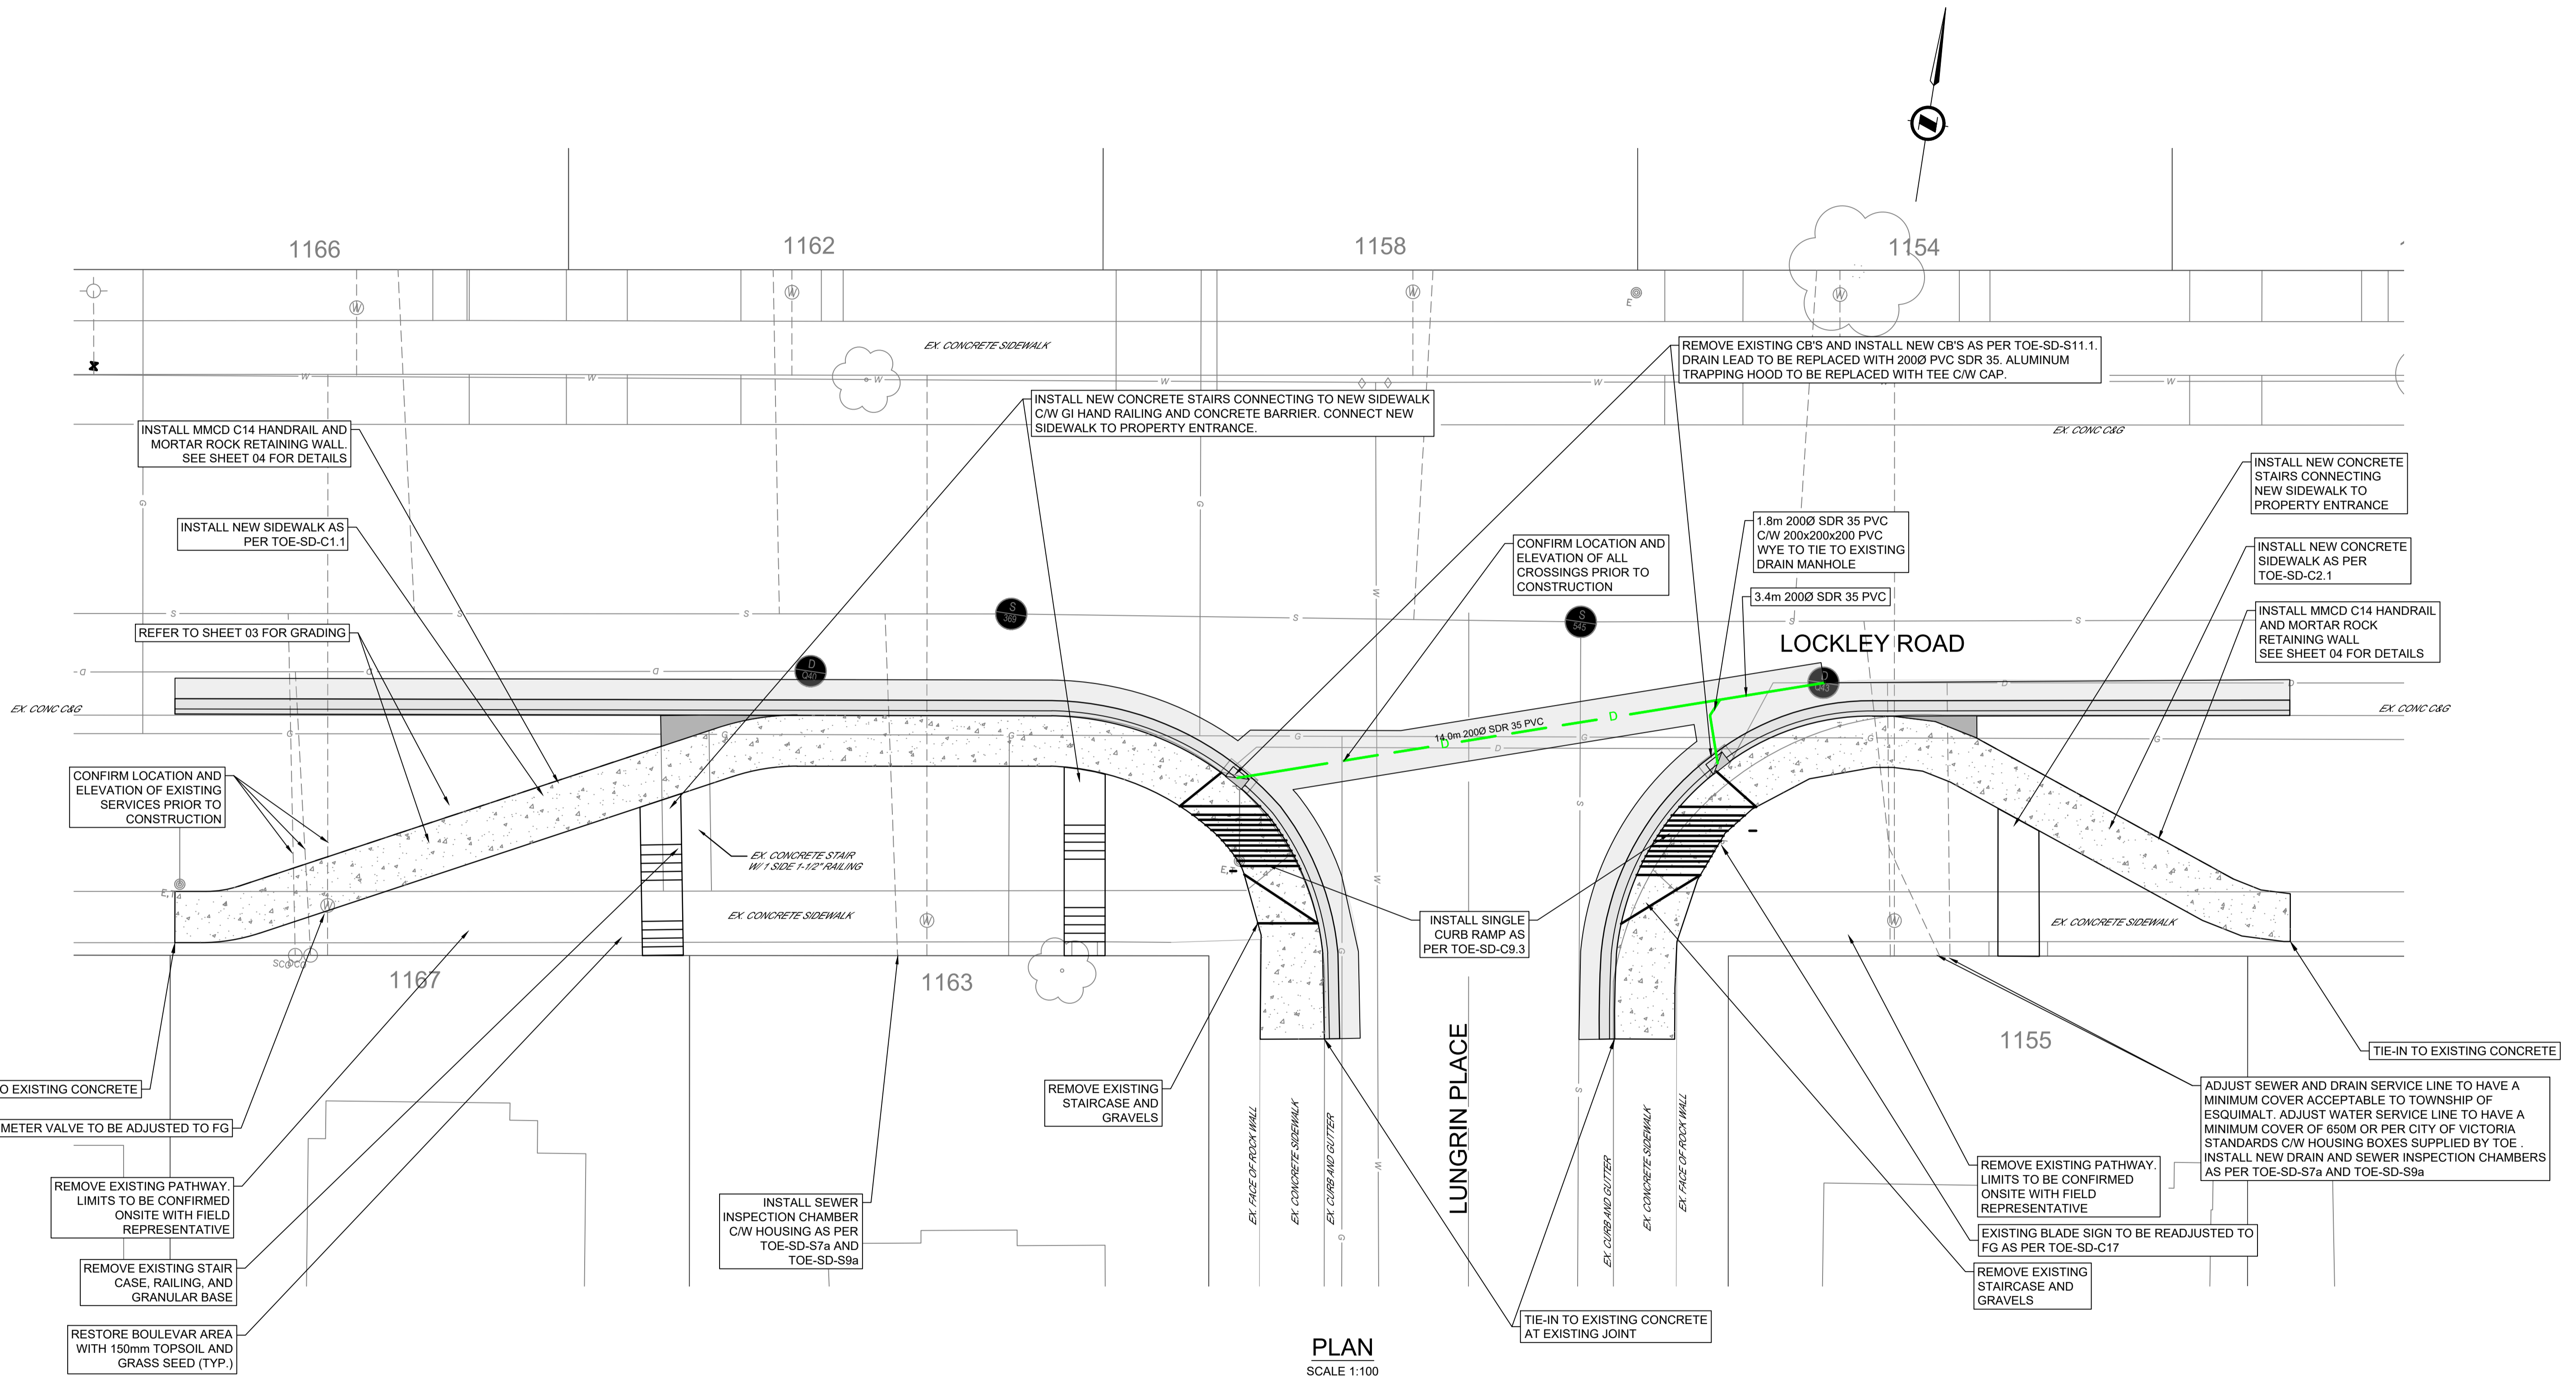 1166
1162
1158
1154
EX. CONCRETE SIDEWALK
REMOVE EXISTING CB'S AND INSTALL NEW CB'S AS PER TOE-SD-S11.1.
DRAIN LEAD TO BE REPLACED WITH 200Ø PVC SDR 35. ALUMINUM
TRAPPING HOOD TO BE REPLACED WITH TEE C/W CAP.
INSTALL NEW CONCRETE STAIRS CONNECTING TO NEW SIDEWALK
C/W GI HAND RAILING AND CONCRETE BARRIER. CONNECT NEW
SIDEWALK TO PROPERTY ENTRANCE.
INSTALL MMCD C14 HANDRAIL AND
MORTAR ROCK RETAINING WALL.
SEE SHEET 04 FOR DETAILS
EX. CONC C&G
INSTALL NEW CONCRETE
STAIRS CONNECTING
NEW SIDEWALK TO
PROPERTY ENTRANCE
INSTALL NEW SIDEWALK AS
PER TOE-SD-C1.1
1.8m 200Ø SDR 35 PVC
C/W 200x200x200 PVC
WYE TO TIE TO EXISTING
DRAIN MANHOLE
CONFIRM LOCATION AND
ELEVATION OF ALL
CROSSINGS PRIOR TO
CONSTRUCTION
INSTALL NEW CONCRETE
SIDEWALK AS PER
TOE-SD-C2.1
3.4m 200Ø SDR 35 PVC
S
369
S
545
INSTALL MMCD C14 HANDRAIL
AND MORTAR ROCK
RETAINING WALL
SEE SHEET 04 FOR DETAILS
REFER TO SHEET 03 FOR GRADING
LOCKLEY ROAD
D
Q40
D
Q43
EX. CONC C&G
EX. CONC C&G
14.0m 200Ø SDR 35 PVC
D
D
CONFIRM LOCATION AND
ELEVATION OF EXISTING
SERVICES PRIOR TO
CONSTRUCTION
EX. CONCRETE STAIR
W/ 1 SIDE 1-1/2" RAILING
EX. CONCRETE SIDEWALK
INSTALL SINGLE
CURB RAMP AS
PER TOE-SD-C9.3
EX. CONCRETE SIDEWALK
1167
1163
1155
TIE-IN TO EXISTING CONCRETE
O EXISTING CONCRETE
METER VALVE TO BE ADJUSTED TO FG
REMOVE EXISTING
STAIRCASE AND
GRAVELS
LUNGRIN PLACE
EX. FACE OF ROCK WALL
EX. CONCRETE SIDEWALK
EX. CURB AND GUTTER
EX. CURB AND GUTTER
EX. CONCRETE SIDEWALK
EX. FACE OF ROCK WALL
ADJUST SEWER AND DRAIN SERVICE LINE TO HAVE A
MINIMUM COVER ACCEPTABLE TO TOWNSHIP OF
ESQUIMALT. ADJUST WATER SERVICE LINE TO HAVE A
MINIMUM COVER OF 650M OR PER CITY OF VICTORIA
STANDARDS C/W HOUSING BOXES SUPPLIED BY TOE .
INSTALL NEW DRAIN AND SEWER INSPECTION CHAMBERS
AS PER TOE-SD-S7a AND TOE-SD-S9a
REMOVE EXISTING PATHWAY.
LIMITS TO BE CONFIRMED
ONSITE WITH FIELD
REPRESENTATIVE
REMOVE EXISTING PATHWAY.
LIMITS TO BE CONFIRMED
ONSITE WITH FIELD
REPRESENTATIVE
INSTALL SEWER
INSPECTION CHAMBER
C/W HOUSING AS PER
TOE-SD-S7a AND
TOE-SD-S9a
EXISTING BLADE SIGN TO BE READJUSTED TO
FG AS PER TOE-SD-C17
REMOVE EXISTING STAIR
CASE, RAILING, AND
GRANULAR BASE
REMOVE EXISTING
STAIRCASE AND
GRAVELS
RESTORE BOULEVAR AREA
WITH 150mm TOPSOIL AND
GRASS SEED (TYP.)
TIE-IN TO EXISTING CONCRETE
AT EXISTING JOINT
PLAN
SCALE 1:100